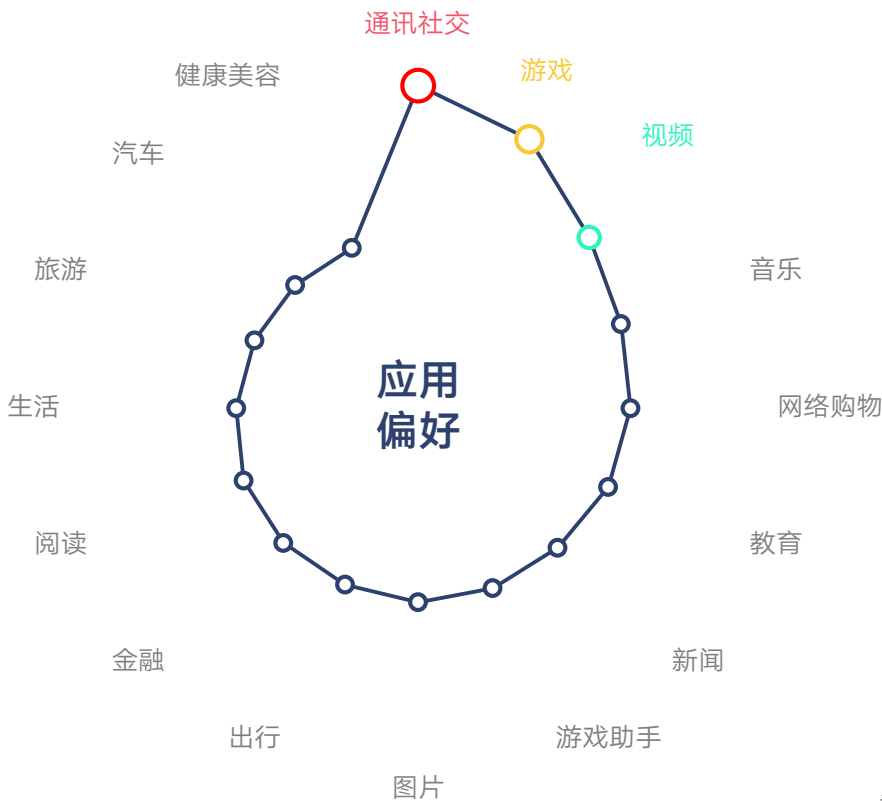 通讯社交
游戏
健康美容
视频
汽车
旅游
音乐
应用
偏好
生活
网络购物
阅读
教育
金融
新闻
出行
游戏助手
图片